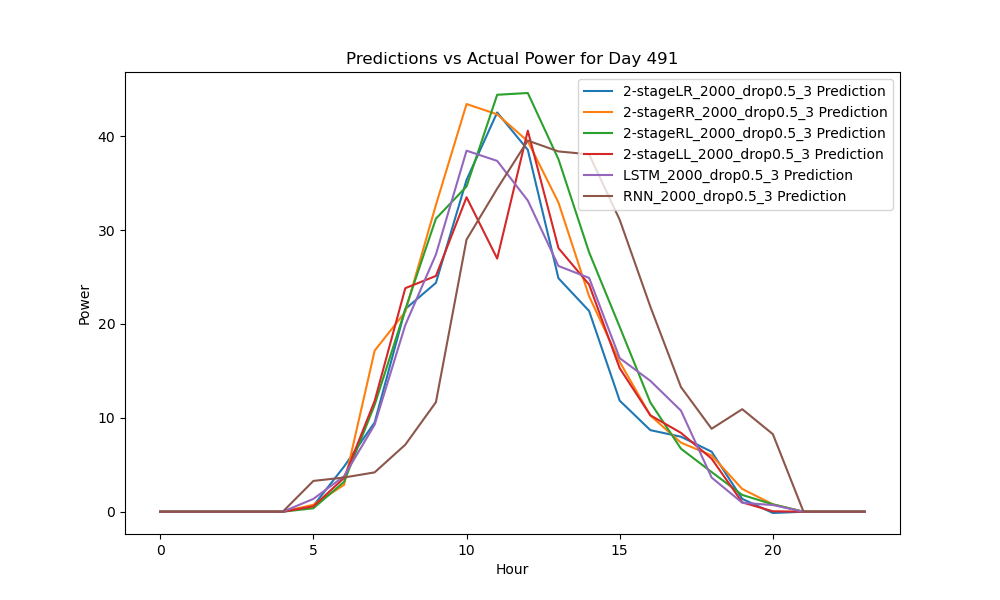 Predictions vs Actual Power for Day 491
2-stageLR_2000_drop0.5_3 Prediction
2-stageRR_2000_drop0.5_3 Prediction
2-stageRL_2000_drop0.5_3 Prediction
2-stageLL_2000_drop0.5_3 Prediction
LSTM_2000_drop0.5_3 Prediction
RNN_2000_drop0.5_3 Prediction
Power
40
30
20
10
0
0 5 10 15 20
Hour